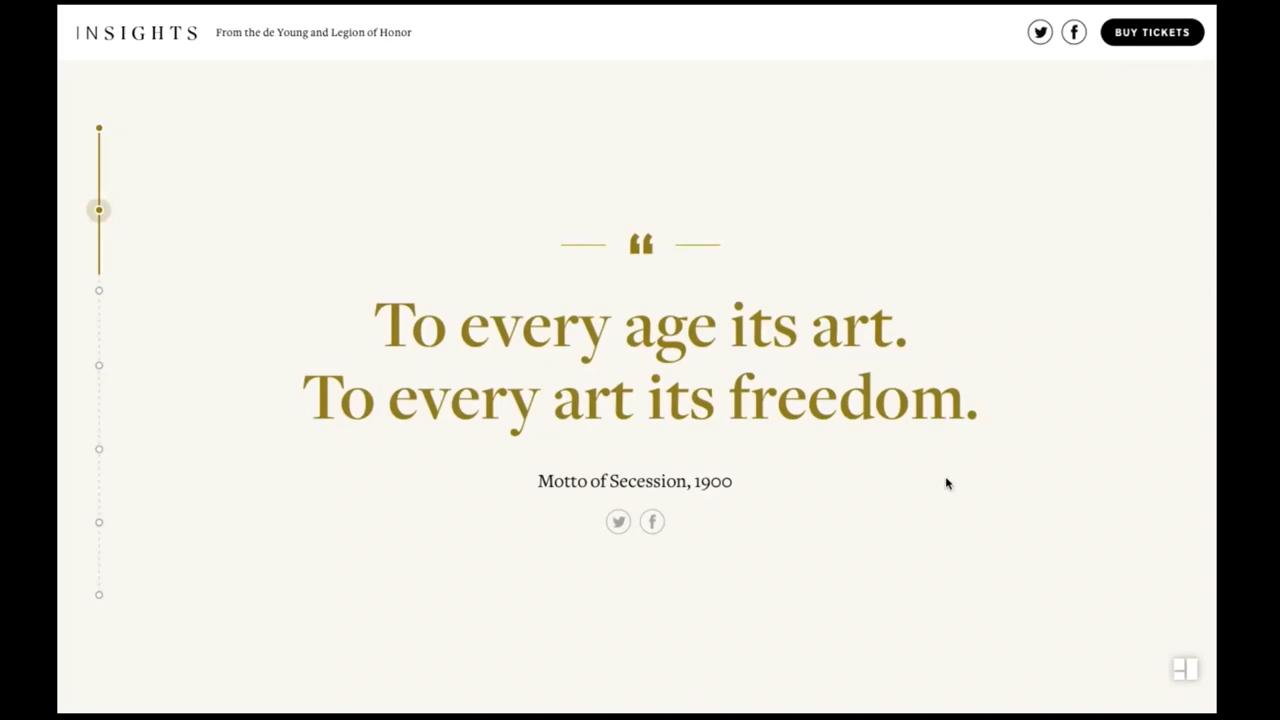 INSIGHTS From the de Young and Legion of Honor BUY TICKETS
“
To every age its art.
To every art its freedom.
Motto of Secession, 1900